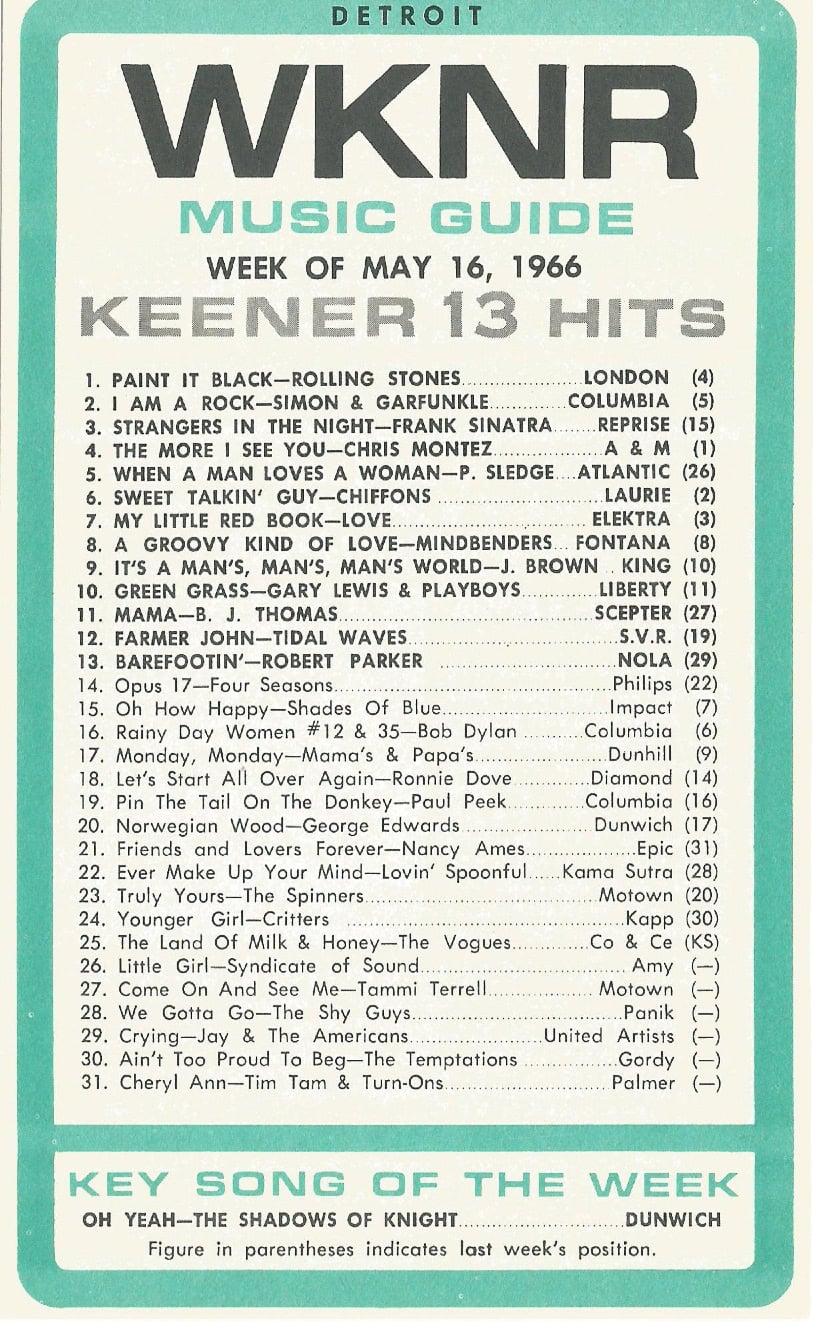 DETROIT
WKNR
MUSIC GUIDE
WEEK OF MAY 16, 1966
KEENER 13 HITS
1. PAINT IT BLACK—ROLLING STONES....................LONDON (4)
2. I AM A ROCK—SIMON & GARFUNKLE.............COLUMBIA (5)
3. STRANGERS IN THE NIGHT—FRANK SINATRA........REPRISE (15)
4. THE MORE I SEE YOU—CHRIS MONTEZ...................A & M (1)
5. WHEN A MAN LOVES A WOMAN—P. SLEDGE...ATLANTIC (26)
6. SWEET TALKIN' GUY—CHIFFONS ............................LAURIE (2)
7. MY LITTLE RED BOOK—LOVE................................. ELEKTRA (3)
8. A GROOVY KIND OF LOVE—MINDBENDERS... FONTANA (8)
9. IT'S A MAN'S, MAN'S, MAN'S WORLD—J. BROWN . KING (10)
10. GREEN GRASS—GARY LEWIS & PLAYBOYS.............LIBERTY (11)
11. MAMA—B. J. THOMAS...........................................SCEPTER (27)
12. FARMER JOHN—TIDAL WAVES....................................S.V.R. (19)
13. BAREFOOTIN'—ROBERT PARKER ..............................NOLA (29)
14. Opus 17—Four Seasons...............................................Philips (22)
15. Oh How Happy—Shades Of Blue............................Impact (7)
16. Rainy Day Women #12 & 35—Bob Dylan ..........Columbia (6)
17. Monday, Monday—Mama's & Papa's.......................Dunhill (9)
18. Let's Start All Over Again—Ronnie Dove.............Diamond (14)
19. Pin The Tail On The Donkey—Paul Peek.............Columbia (16)
20. Norwegian Wood—George Edwards...................... Dunwich (17)
21. Friends and Lovers Forever—Nancy Ames...................Epic (31)
22. Ever Make Up Your Mind—Lovin' Spoonful......Kama Sutra (28)
23. Truly Yours—The Spinners.......................................Motown (20)
24. Younger Girl—Critters ...............................................Kapp (30)
25. The Land Of Milk & Honey—The Vogues.............Co & Ce (KS)
26. Little Girl—Syndicate of Sound................................... Amy (—)
27. Come On And See Me—Tammi Terrell.................. Motown (—)
28. We Gotta Go—The Shy Guys....................................Panik (—)
29. Crying—Jay & The Americans.......................United Artists (—)
30. Ain't Too Proud To Beg—The Temptations ................Gordy (—)
31. Cheryl Ann—Tim Tam & Turn-Ons........................... Palmer (—)
KEY SONG OF THE WEEK
OH YEAH—THE SHADOWS OF KNIGHT............................DUNWICH
Figure in parentheses indicates last week's position.